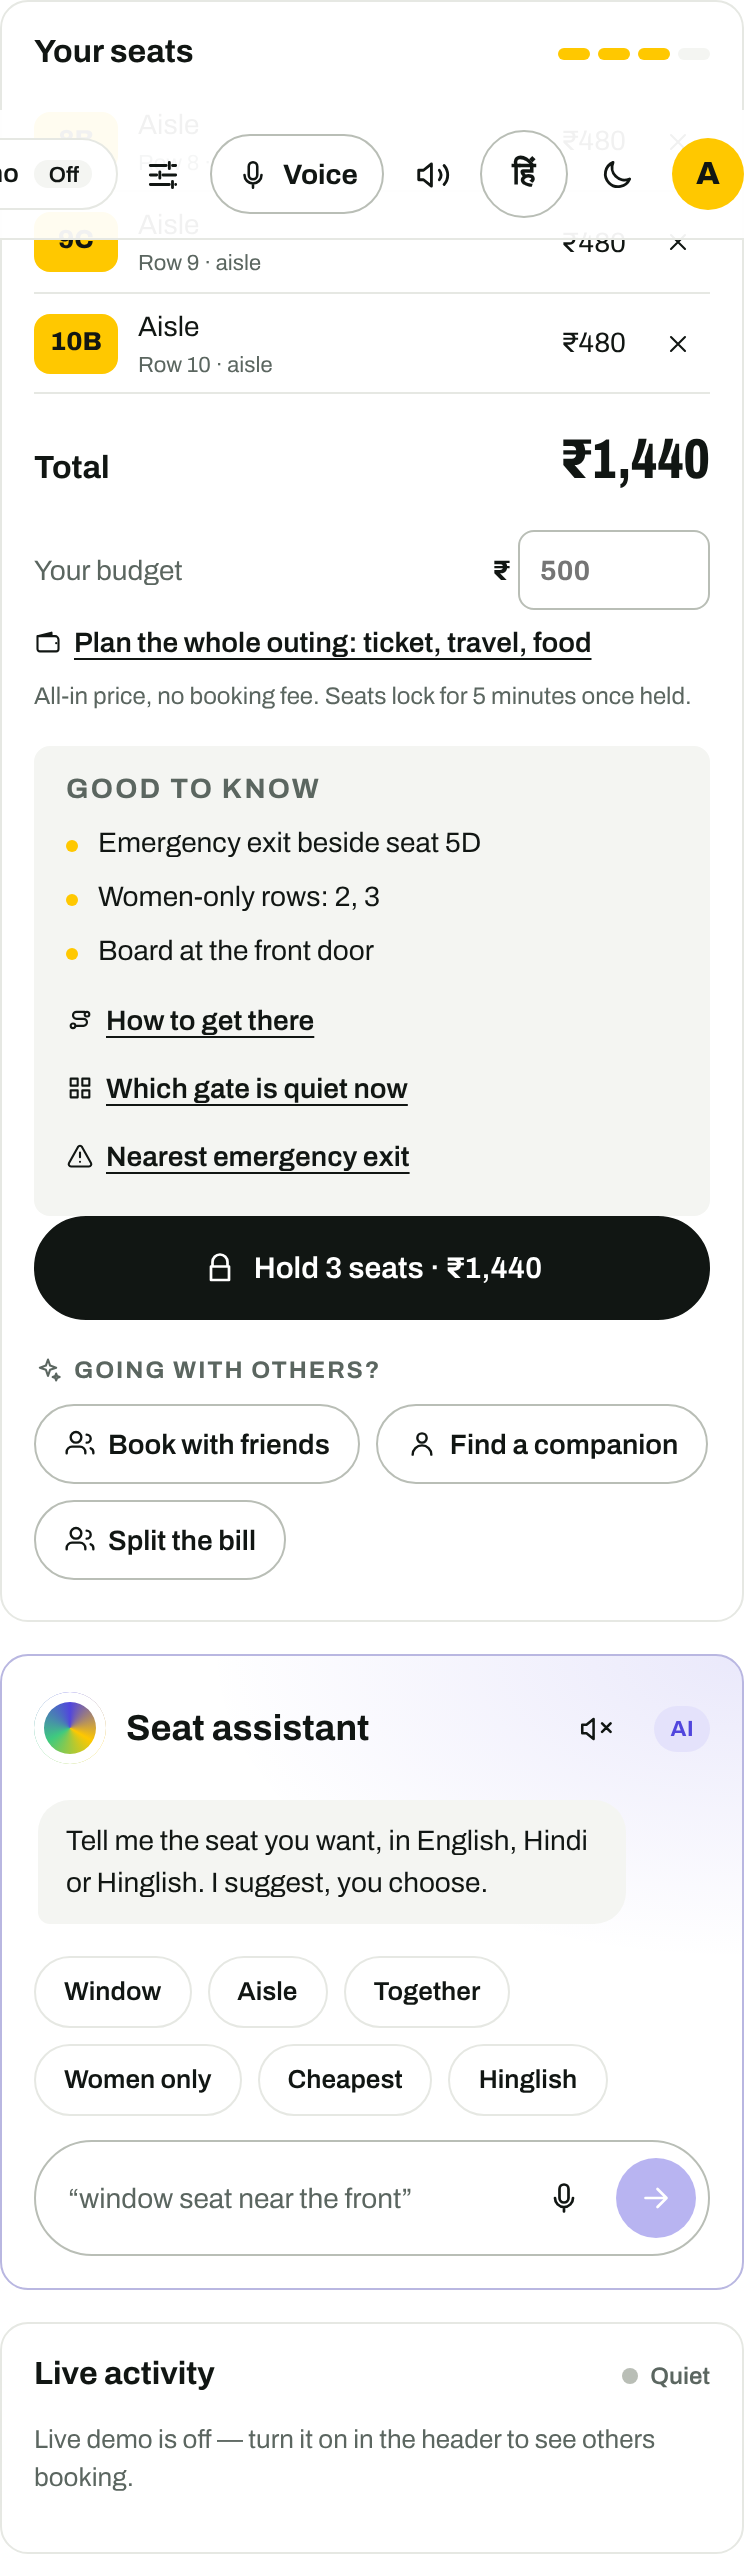 Your seats
8B
Aisle
Row 8
₹480
no
Off
Voice
हिं
A
9C
Aisle
Row 9 · aisle
₹480
10B
Aisle
Row 10 · aisle
₹480
Total
₹1,440
Your budget
₹
500
Plan the whole outing: ticket, travel, food
All-in price, no booking fee. Seats lock for 5 minutes once held.
GOOD TO KNOW
Emergency exit beside seat 5D
Women-only rows: 2, 3
Board at the front door
How to get there
Which gate is quiet now
Nearest emergency exit
Hold 3 seats · ₹1,440
GOING WITH OTHERS?
Book with friends
Find a companion
Split the bill
Seat assistant
AI
Tell me the seat you want, in English, Hindi
or Hinglish. I suggest, you choose.
Window
Aisle
Together
Women only
Cheapest
Hinglish
“window seat near the front”
Live activity
Quiet
Live demo is off — turn it on in the header to see others
booking.